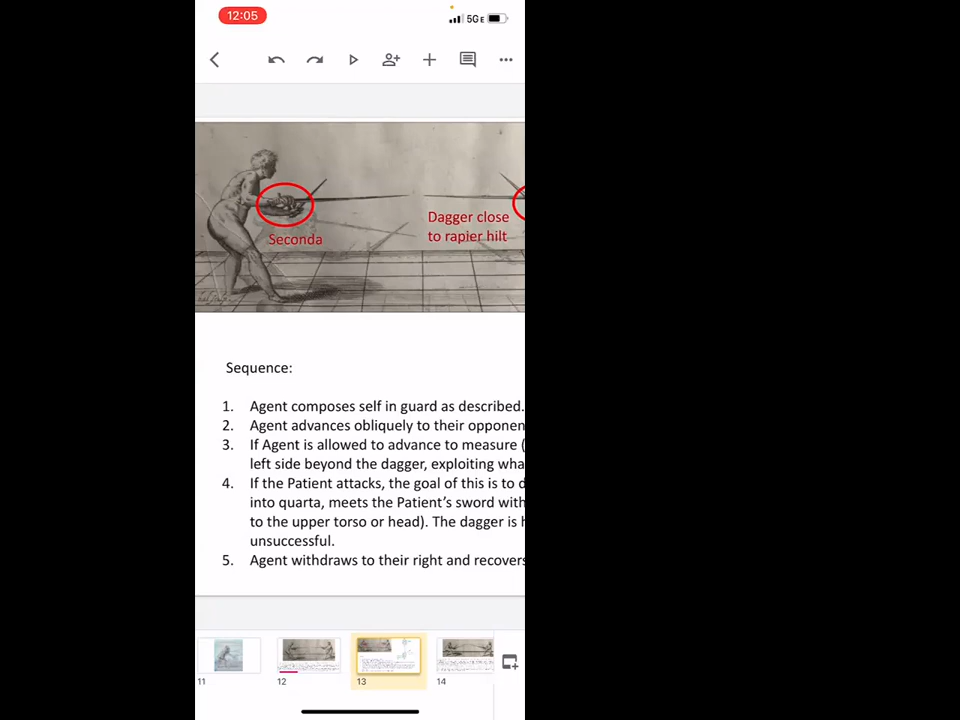 12:05
5GE
Seconda
Dagger close
to rapier hilt
Sequence:
1. Agent composes self in guard as described.
2. Agent advances obliquely to their opponen
3. If Agent is allowed to advance to measure (
left side beyond the dagger, exploiting wha
4. If the Patient attacks, the goal of this is to d
into quarta, meets the Patient's sword with
to the upper torso or head). The dagger is h
unsuccessful.
5. Agent withdraws to their right and recovers
11
12
13
14